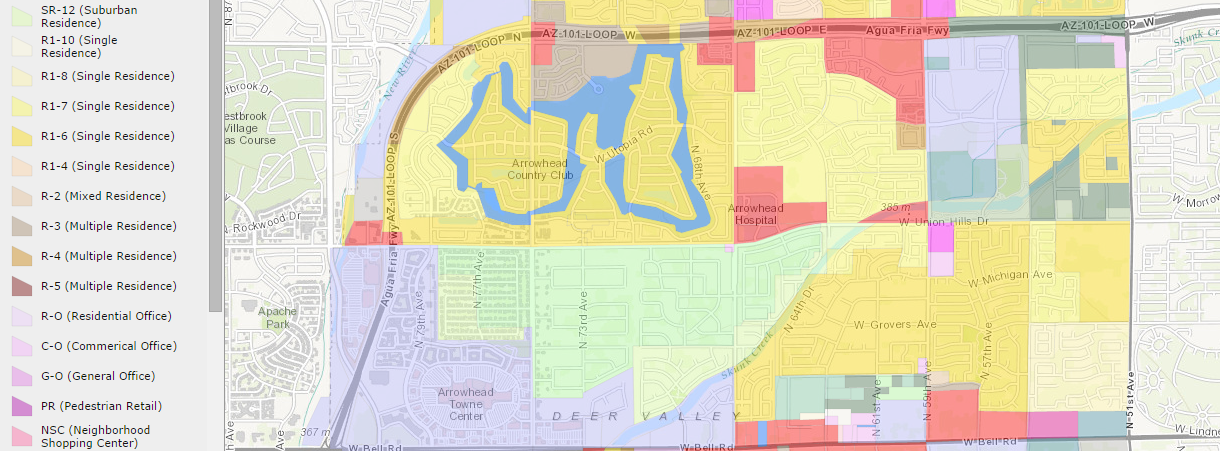 SR-12 (Suburban
Residence)
R1-10 (Single
Residence)
R1-8 (Single Residence)
R1-7 (Single Residence)
R1-6 (Single Residence)
R1-4 (Single Residence)
R-2 (Mixed Residence)
R-3 (Multiple Residence)
R-4 (Multiple Residence)
R-5 (Multiple Residence)
R-O (Residential Office)
C-O (Commerical Office)
G-O (General Office)
PR (Pedestrian Retail)
NSC (Neighborhood
Shopping Center)
N 87
AZ-101-LOOP N
AZ-101-LOOP W
AZ-101-LOOP E
Agua Fria Fwy
AZ-101-LOOP W
Skunk Creek
New River
stbrook Dr
estbrook
Village
as Course
AZ-101-LOOP S
Arrowhead
Country Club
W Utopia Rd
N 68th Ave
Arrowhead
Hospital
385 m
W Union Hills Dr
W Morrow
N. Rockwood Dr
Agua Fria Fwy
N 77th Ave
N 79th Ave
N 73rd Ave
N 64th Dr
W Michigan Ave
W Grovers Ave
N 57th Ave
Apache
Park
Skunk Creek
Arrowhead
Towne
Center
DEER VALLEY
N 61st Ave
N 59th Ave
N 51st Ave
367 m
h Ave
Ave
W Bell Rd
W Bell Rd
W Bell Rd
W Lindne